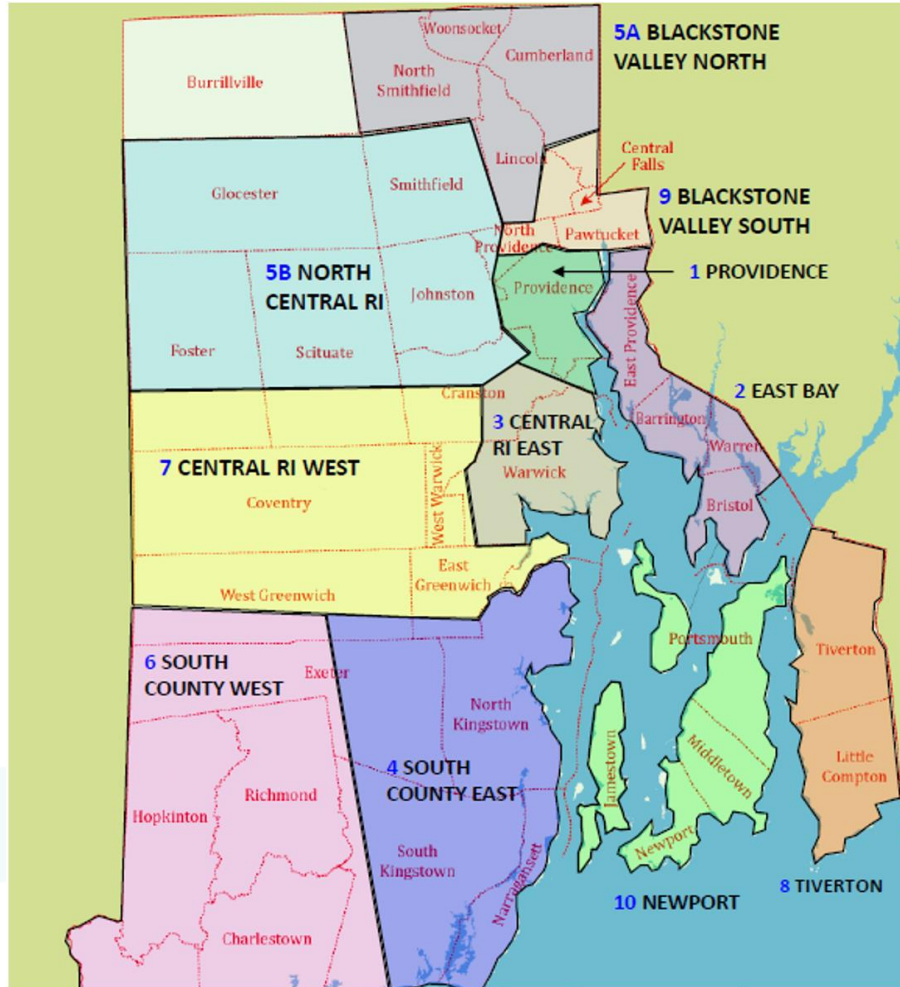 5A BLACKSTONE
VALLEY NORTH
Woonsocket
Cumberland
Burrillville
North
Smithfield
Lincoln
Central
Falls
Glocester
Smithfield
9 BLACKSTONE
VALLEY SOUTH
North
Providence
Pawtucket
5B NORTH
CENTRAL RI
Johnston
Providence
1 PROVIDENCE
Foster
Scituate
East Providence
2 EAST BAY
Cranston
3 CENTRAL
RI EAST
Barrington
Warren
7 CENTRAL RI WEST
West Warwick
Warwick
Coventry
Bristol
East
Greenwich
West Greenwich
Portsmouth
Tiverton
6 SOUTH
COUNTY WEST
Exeter
North
Kingstown
4 SOUTH
COUNTY EAST
Jamestown
Middletown
Little
Compton
Hopkinton
Richmond
South
Kingstown
Narragansett
Newport
8 TIVERTON
10 NEWPORT
Charlestown